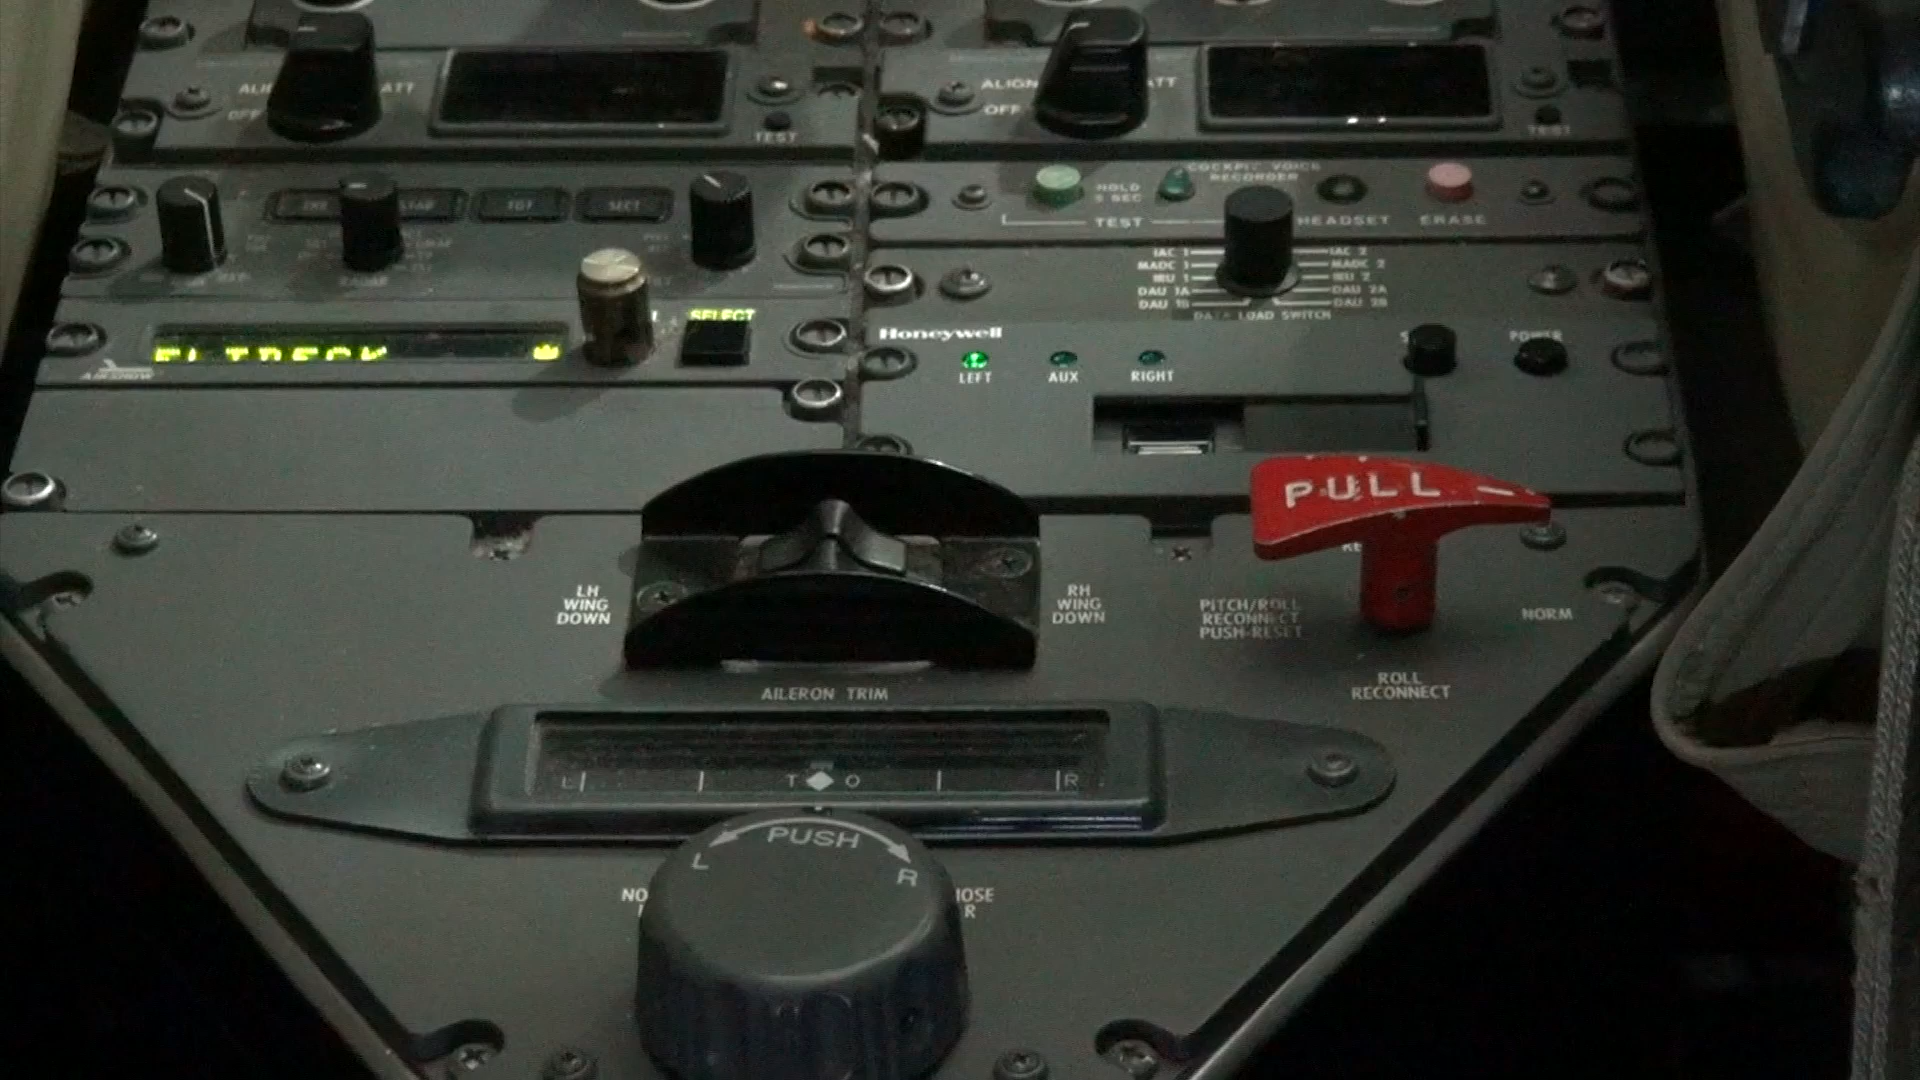 ATT
TEST
ALIGN
OFF
ATT
TEST
COCKPIT VOICE
RECORDER
HOLD
5 SEC
TEST
HEADSET
ERASE
SECT
IAC 1
MADC 1
IRU 1
DAU 1A
DAU 1B
IAC 2
MADC 2
IRU 2
DAU 2A
DAU 2B
DATA LOAD SWITCH
SELECT
AIRSHOW
Honeywell
LEFT
AUX
RIGHT
POWER
PULL
LH
WING
DOWN
RH
WING
DOWN
PITCH/ROLL
RECONNECT
PUSH-RESET
NORM
ROLL
RECONNECT
AILERON TRIM
L
T O
R
PUSH
L
R